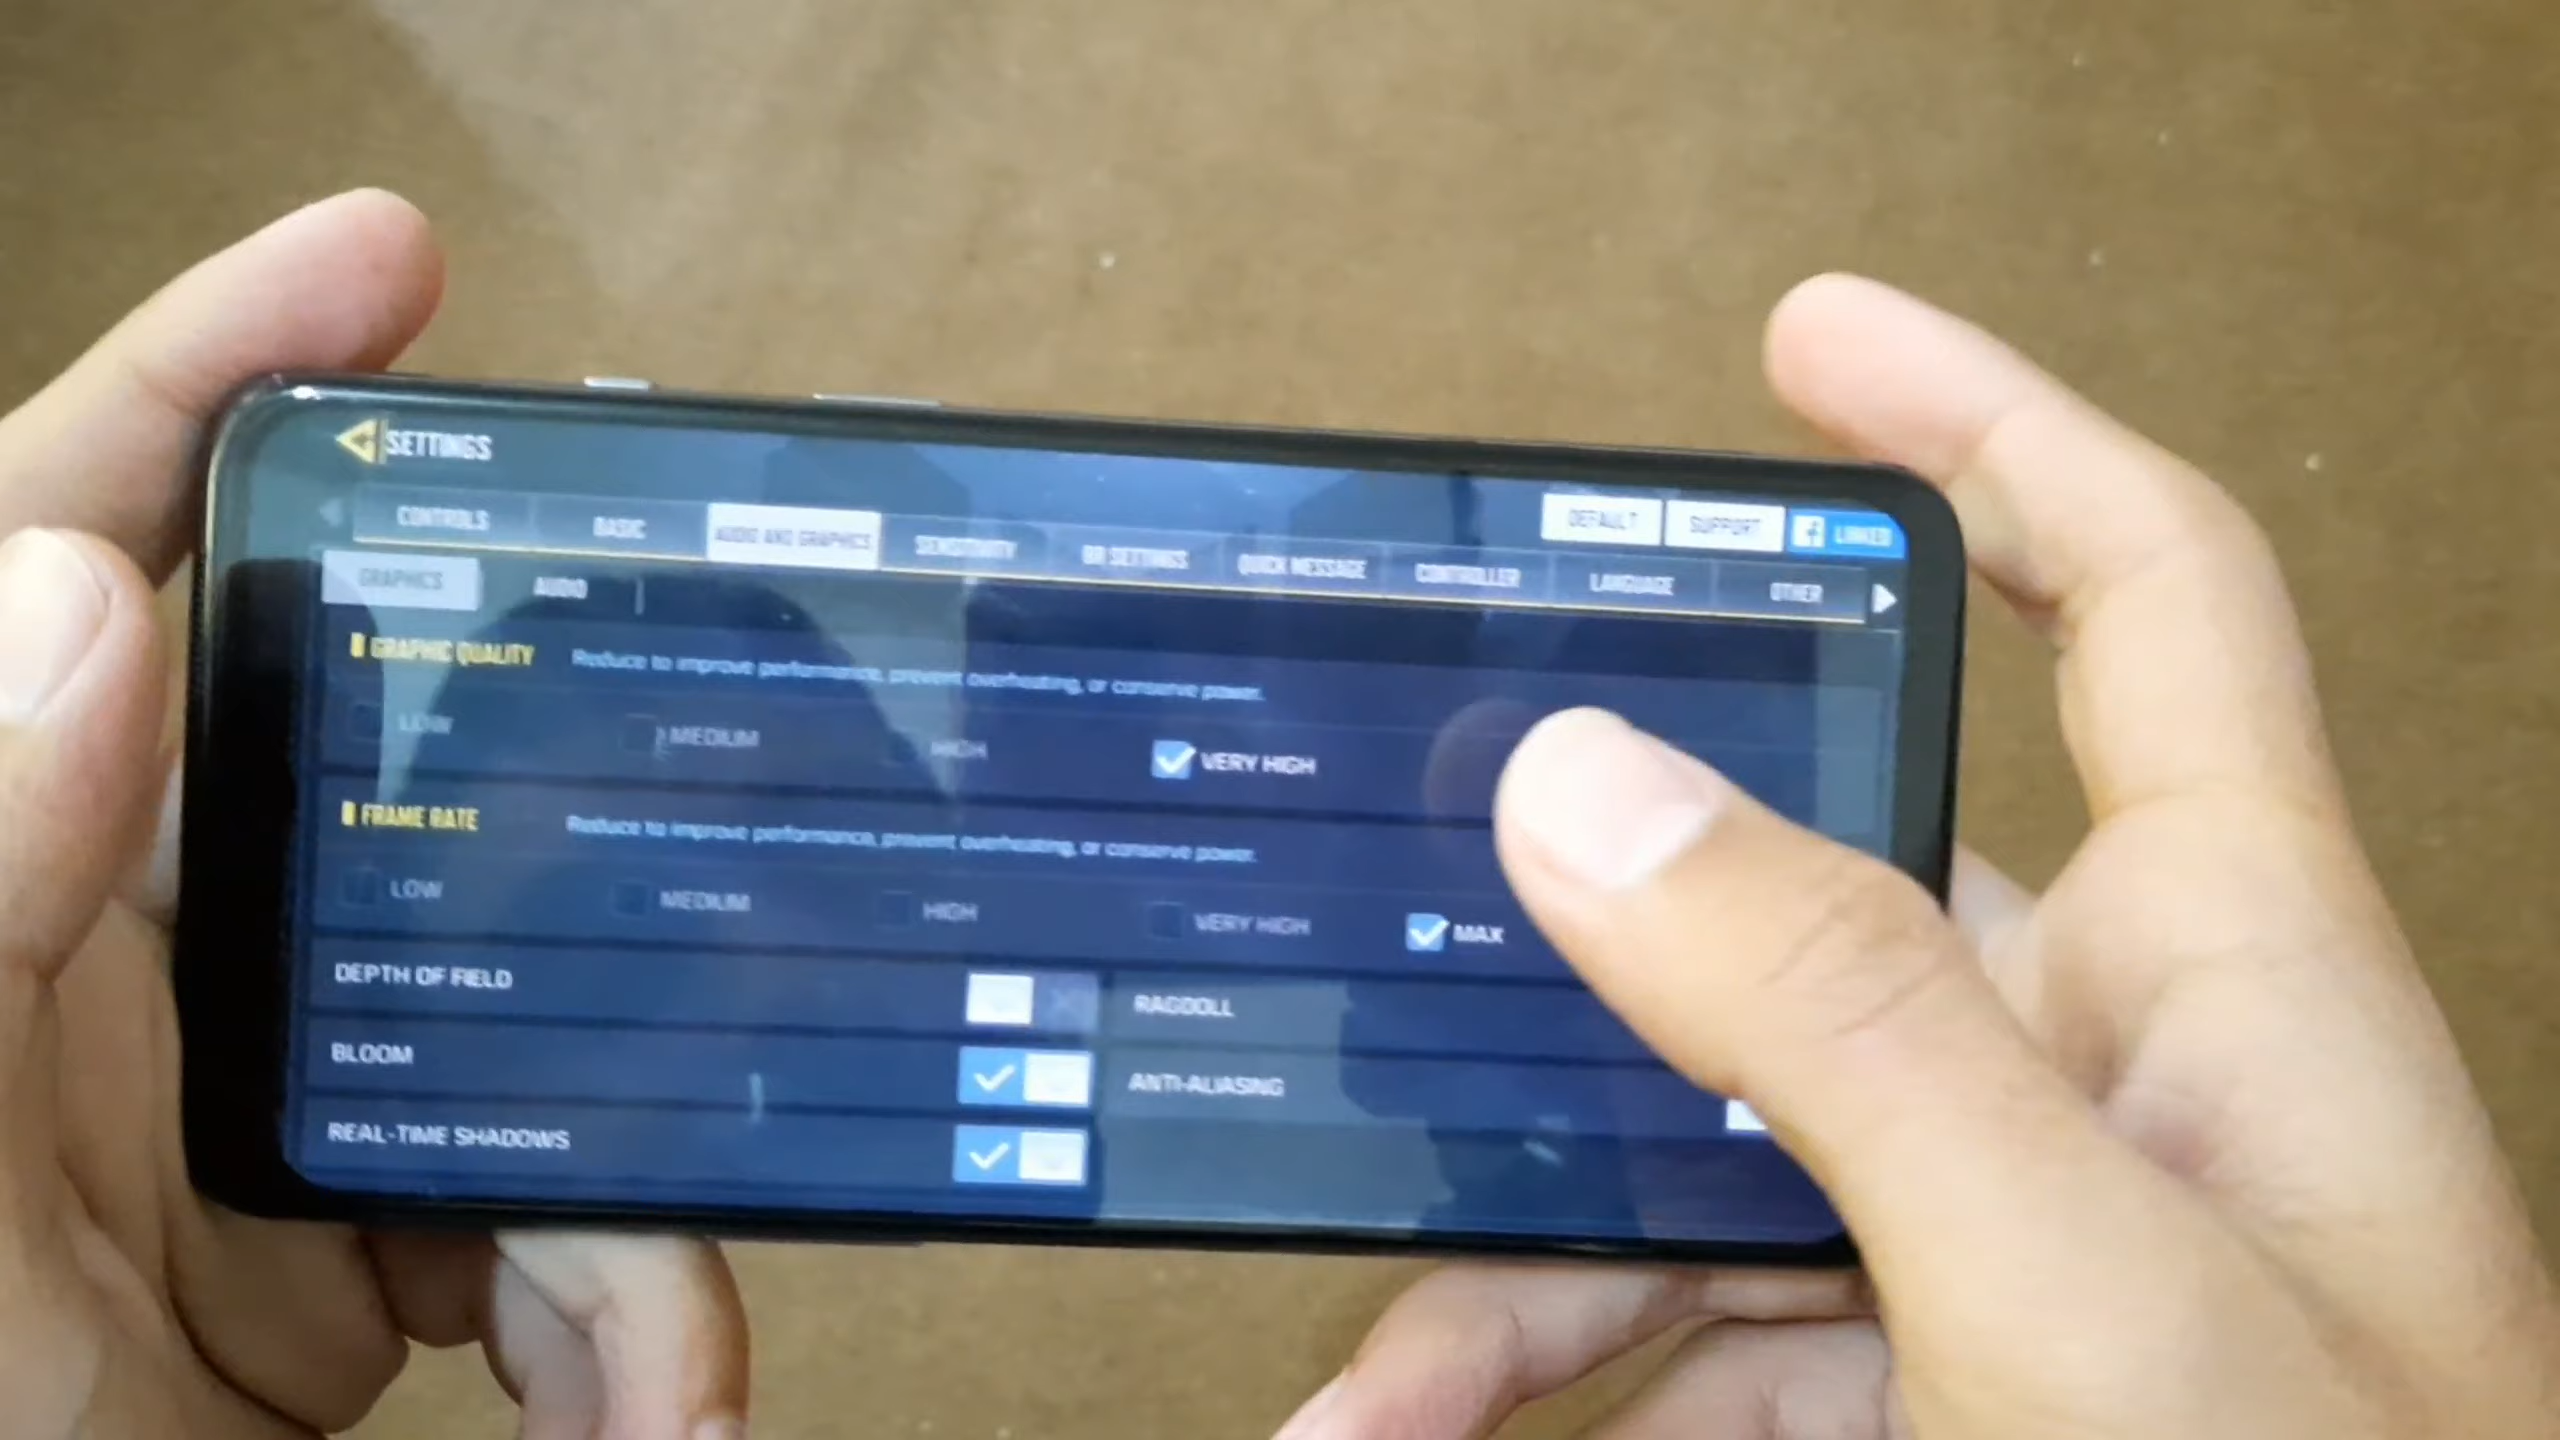 SETTINGS
DEFAULT SUPPORT LINKED
CONTROLS BASIC AUDIO AND GRAPHICS SENSITIVITY BR SETTINGS QUICK MESSAGE CONTROLLER LANGUAGE OTHER
GRAPHICS AUDIO
GRAPHIC QUALITY Reduce to improve performance, prevent overheating, or conserve power.
LOW MEDIUM HIGH VERY HIGH
FRAME RATE Reduce to improve performance, prevent overheating, or conserve power.
LOW MEDIUM HIGH VERY HIGH MAX
DEPTH OF FIELD RAGDOLL
BLOOM ANTI-ALIASING
REAL-TIME SHADOWS